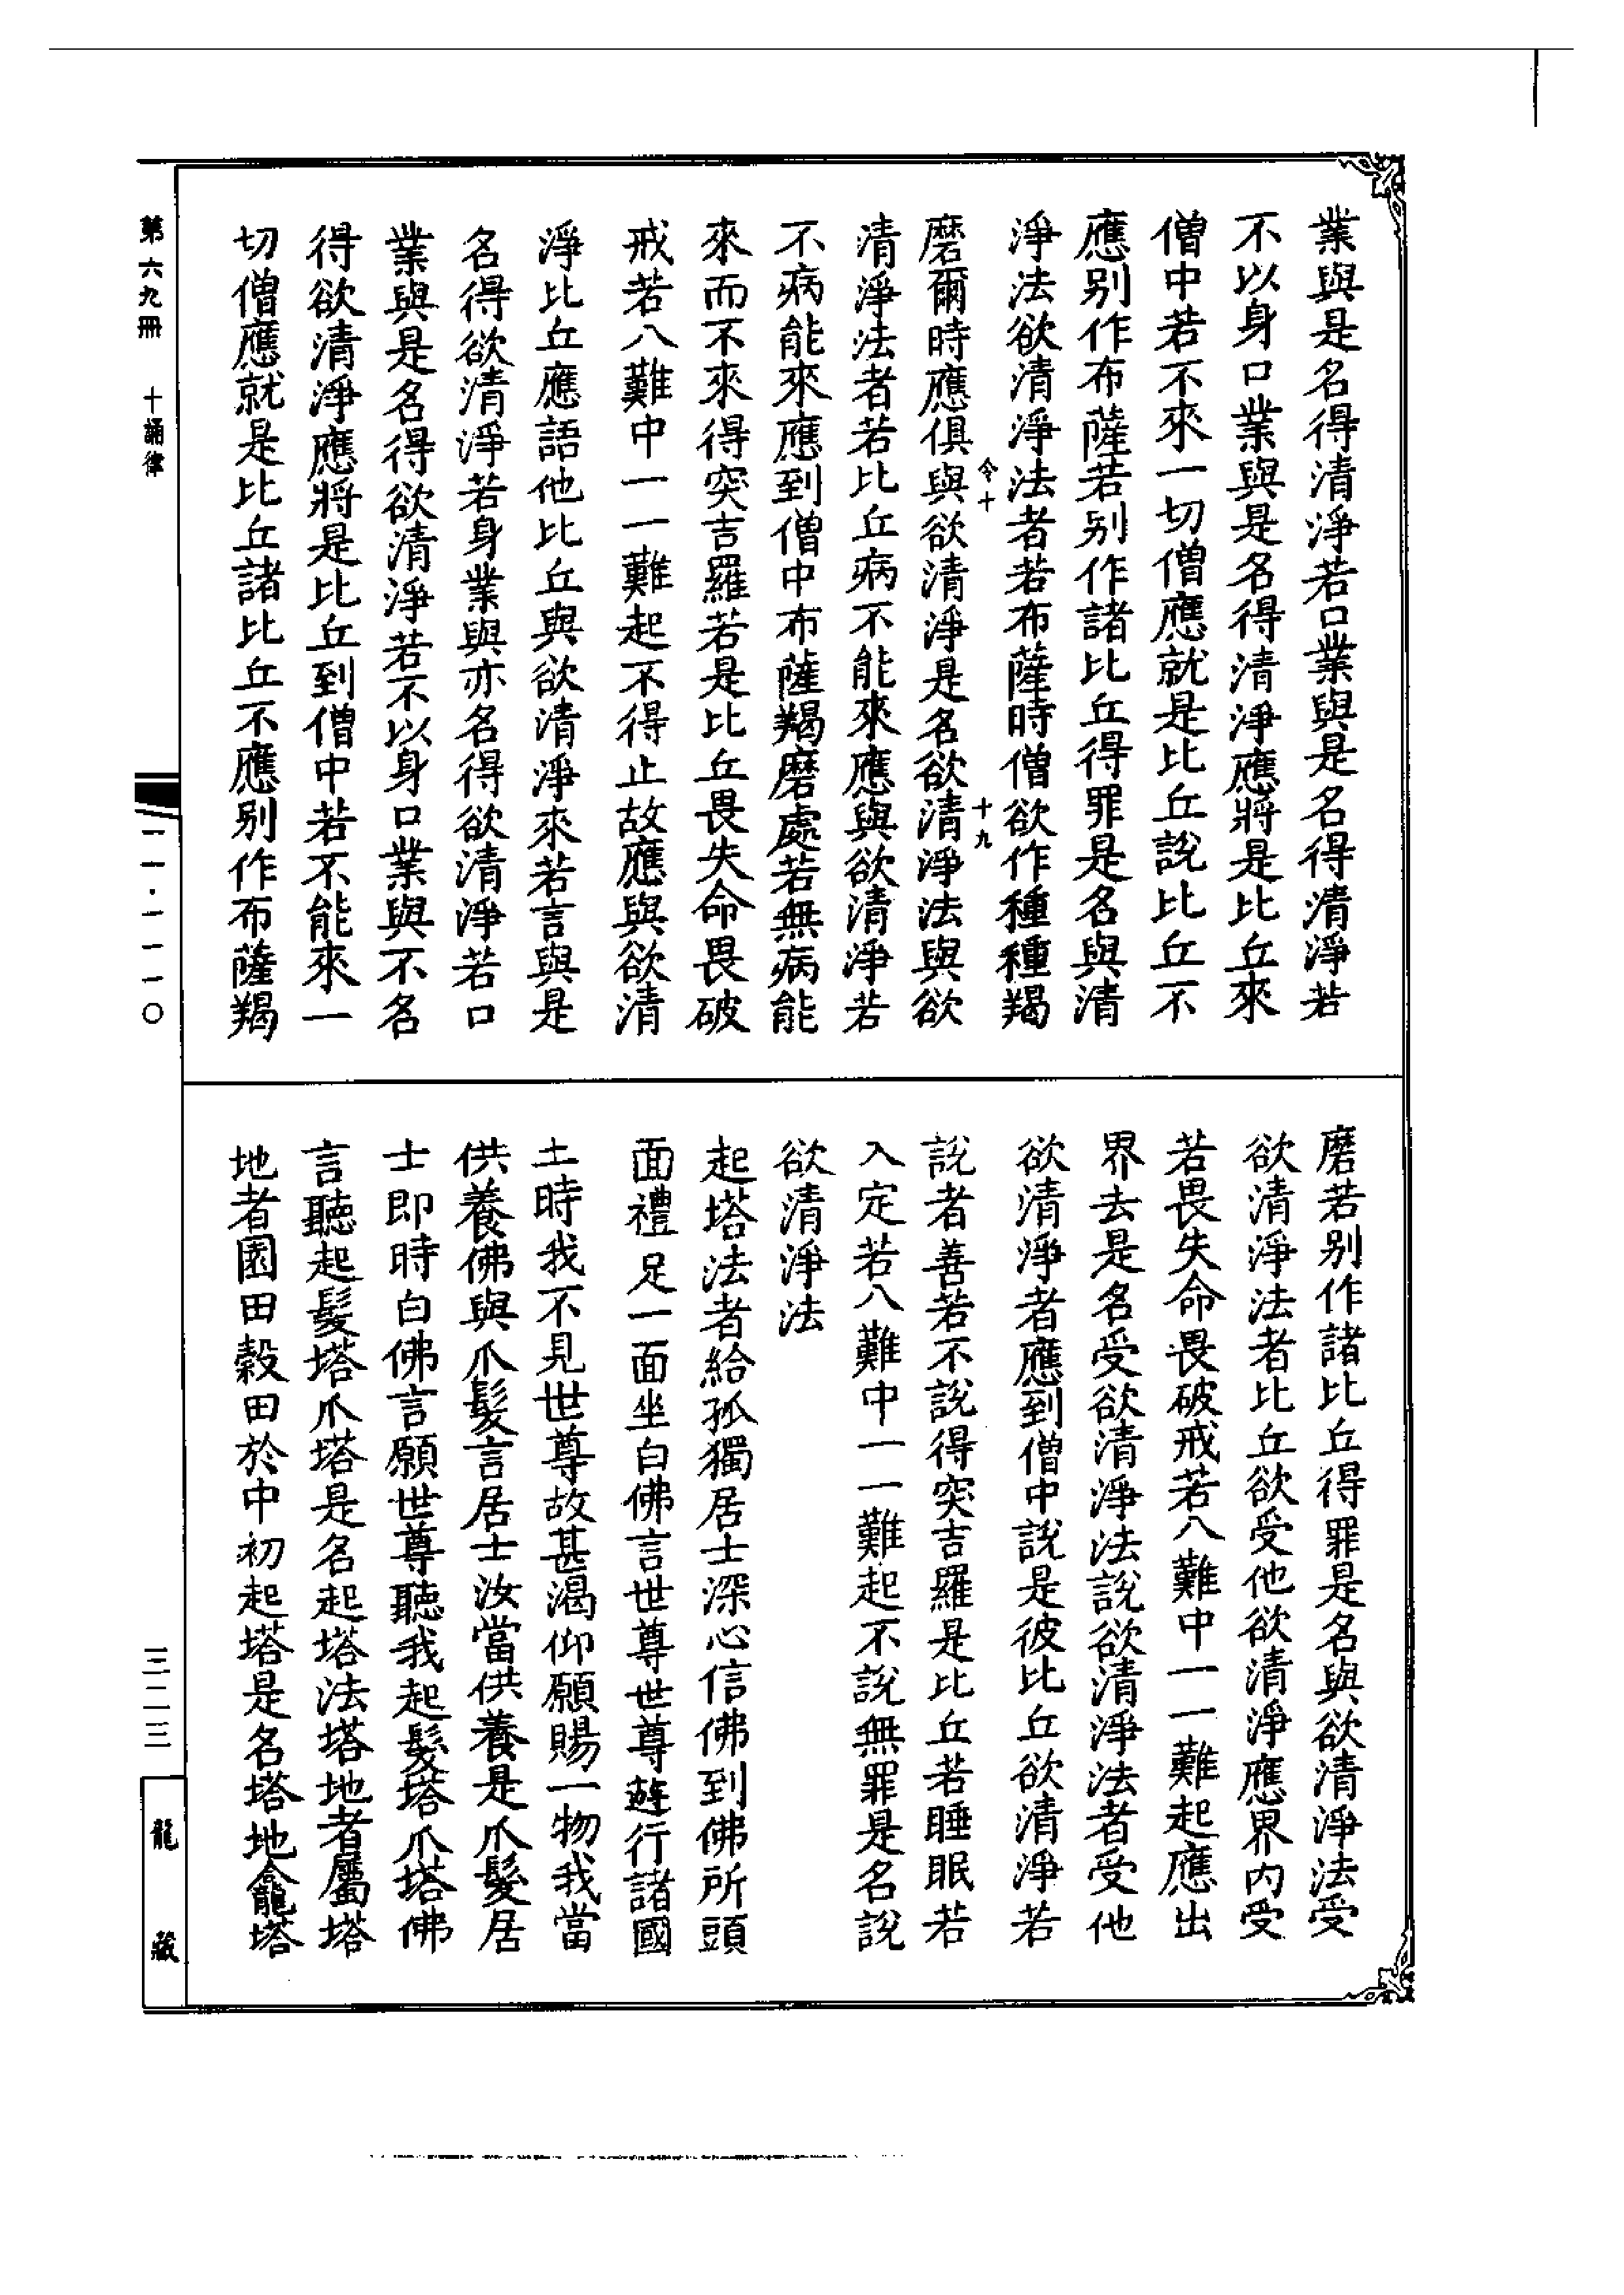 業與是名得清淨若口業與是名得清淨若
不以身口業與是名得清淨應將是比丘來
僧中若不來一切僧應就是比丘說比丘不
應別作布薩若別作諸比丘得罪是名與清
淨法欲清淨法者若布薩時僧欲作種種羯
令十
十九
磨爾時應俱與欲清淨是名欲清淨法與欲
清淨法者若比丘病不能來應與欲清淨若
不病能來應到僧中布薩羯磨處若無病能
來而不來得突吉羅若是比丘畏失命畏破
戒若八難中一一難起不得止故應與欲清
淨比丘應語他比丘與欲清淨來若言與是
名得欲清淨若身業與亦名得欲清淨若口
業與是名得欲清淨若不以身口業與不名
得欲清淨應將是比丘到僧中若不能來一
切僧應就是比丘諸比丘不應別作布薩羯
磨若別作諸比丘得罪是名與欲清淨法受
欲清淨法者比丘欲受他欲清淨應界內受
若畏失命畏破戒若八難中一一難起應出
界去是名受欲清淨法說欲清淨法者受他
欲清淨者應到僧中說是彼比丘欲清淨若
說者善若不說得突吉羅是比丘若睡眠若
入定若八難中一一難起不說無罪是名說
欲清淨法
起塔法者給孤獨居士深心信佛到佛所頭
面禮足一面坐白佛言世尊世尊遊行諸國
土時我不見世尊故甚渴仰願賜一物我當
供養佛與爪髮言居士汝當供養是爪髮居
士即時白佛言願世尊聽我起髮塔爪塔佛
言聽起髮塔爪塔是名起塔法塔地者屬塔
地者園田穀田於中初起塔是名塔地龕塔
第六九冊　十誦律
一一·一一一〇
三二三
龍藏